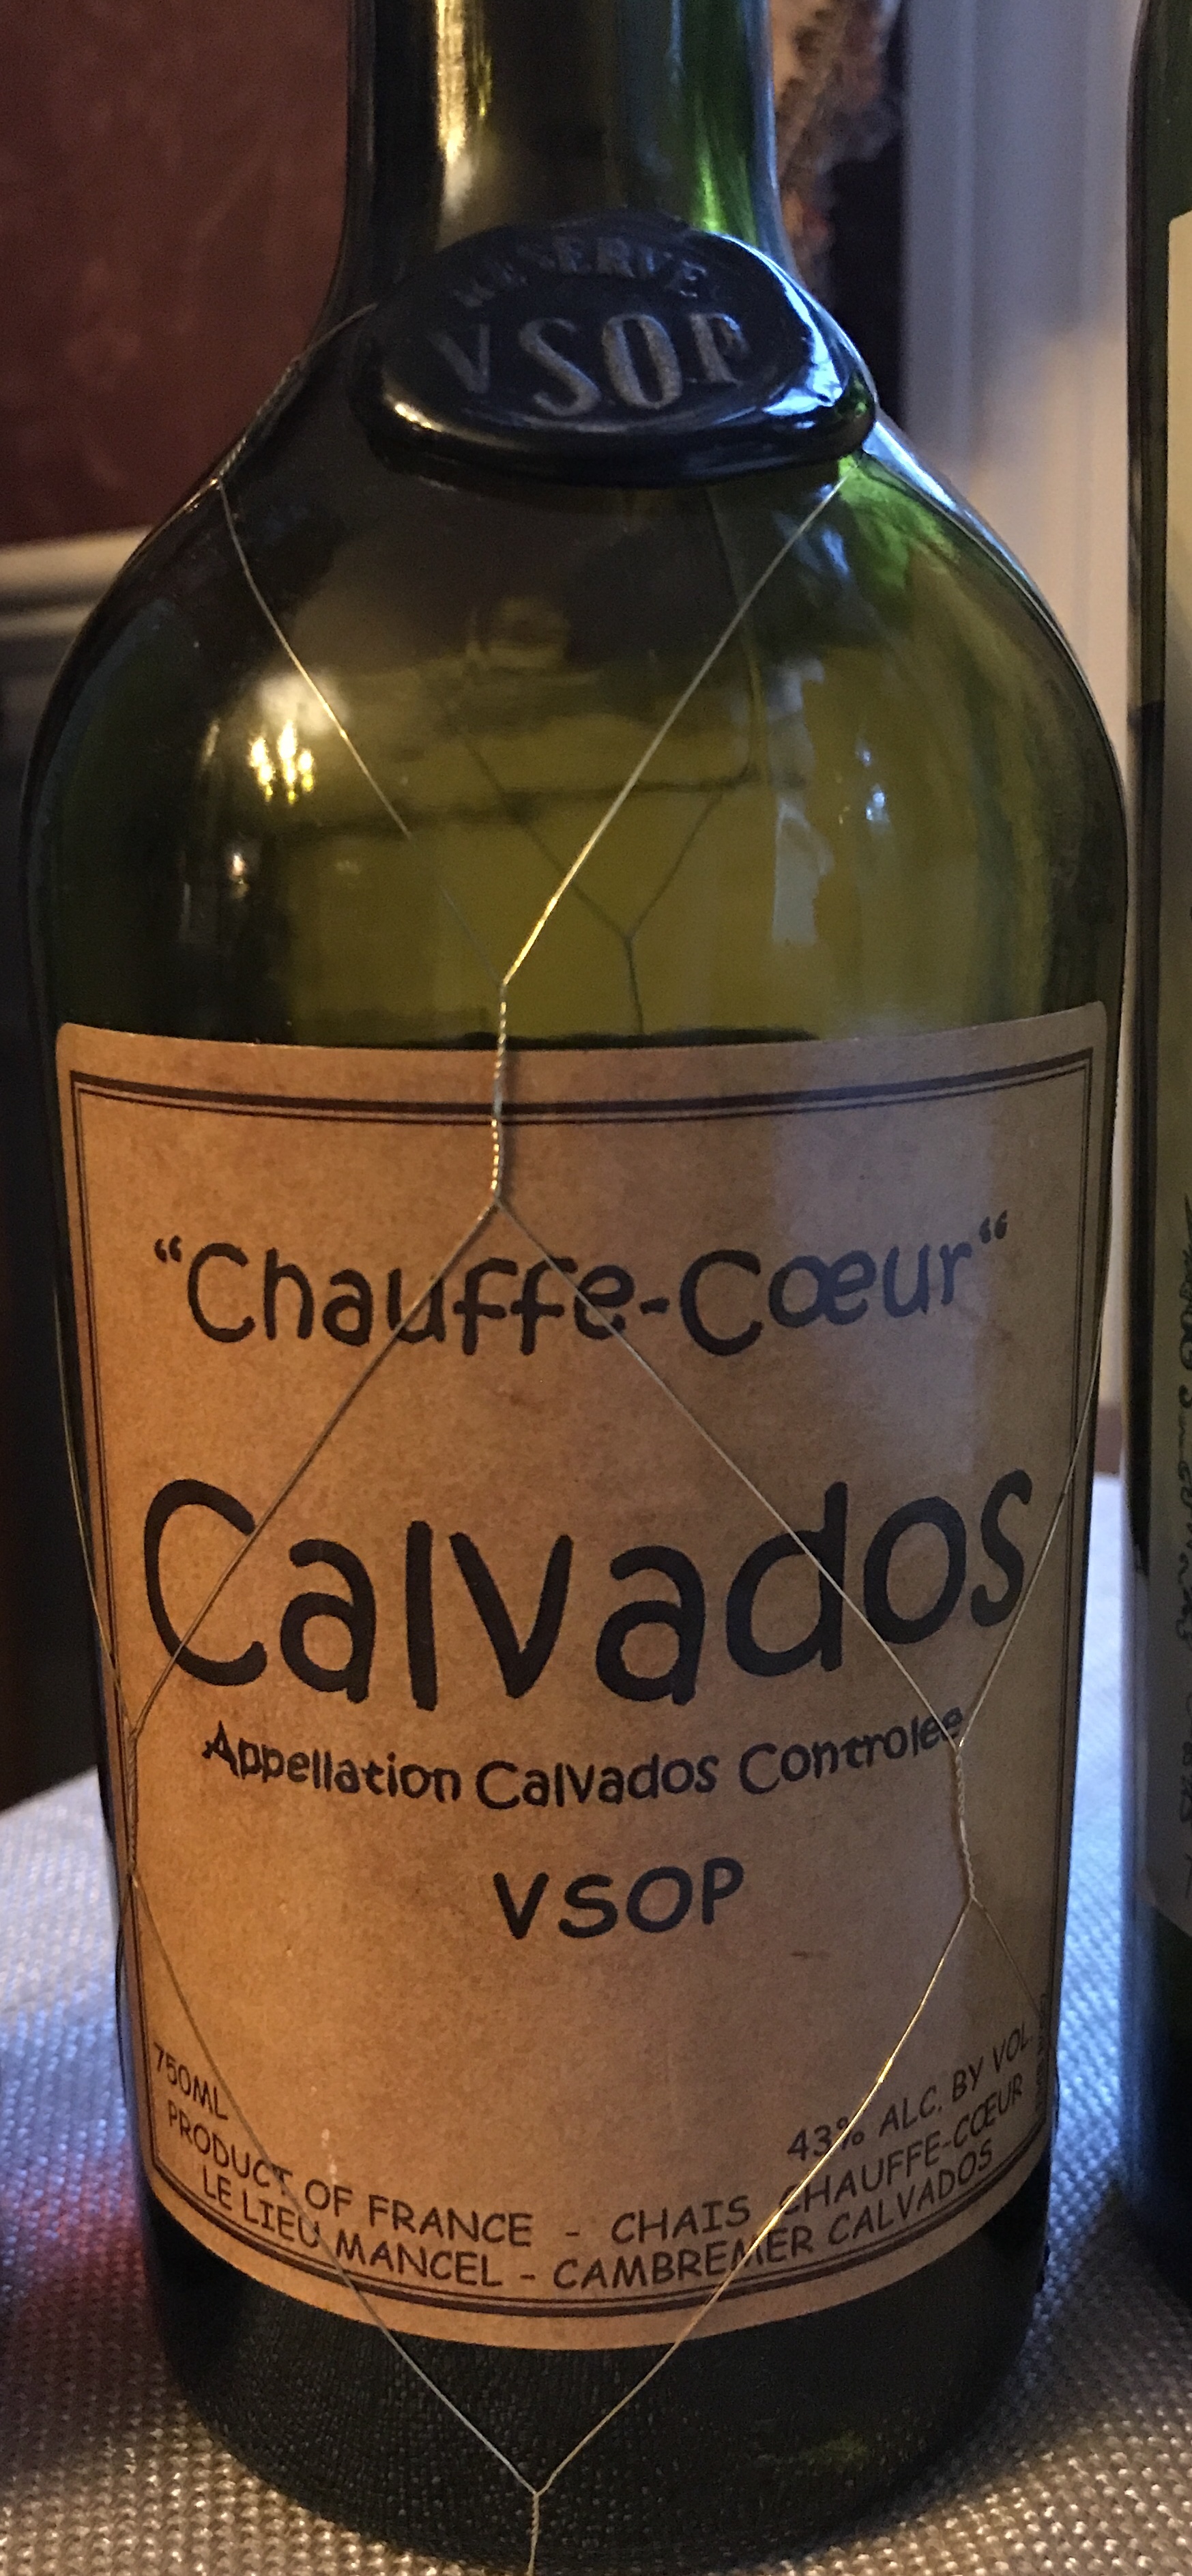 RESERVE
VSOP
“Chauffe-Cœur“
Calvados
Appellation Calvados Controlee
VSOP
750ML
43% ALC. BY VOL.
PRODUCT OF FRANCE - CHAIS CHAUFFE-CŒUR
LE LIEU MANCEL - CAMBREMER CALVADOS